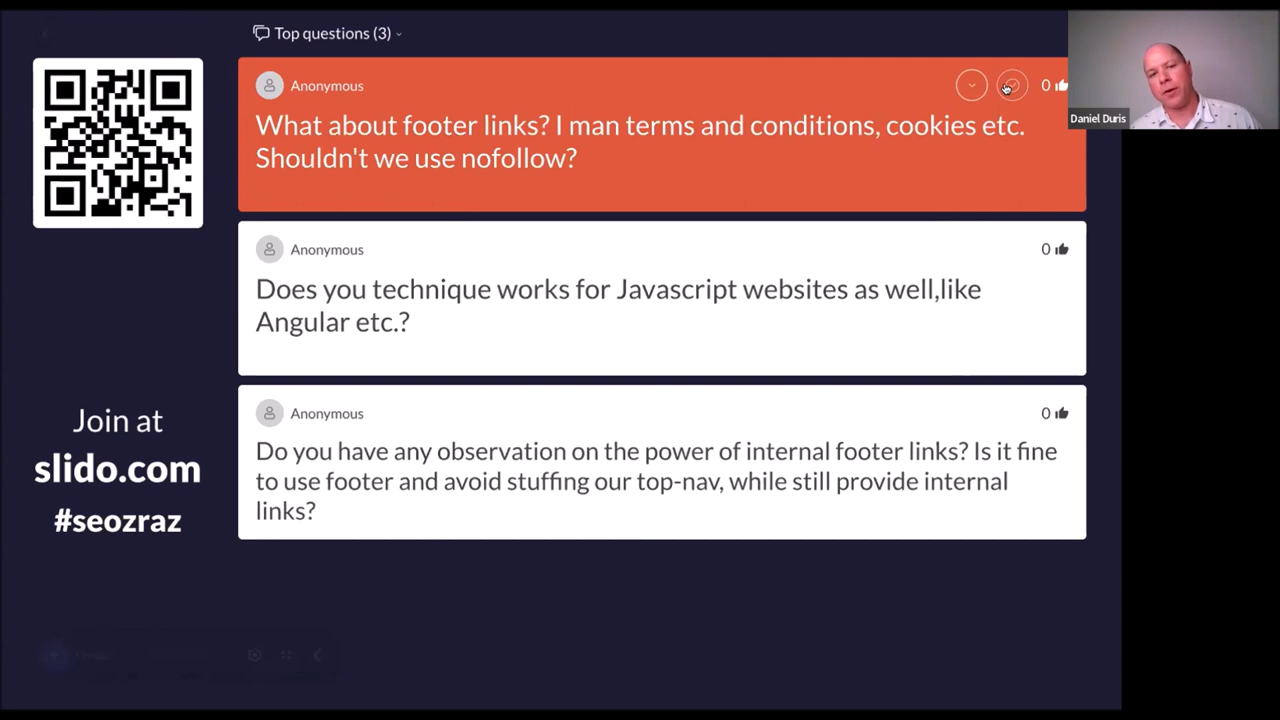 Top questions (3)
Anonymous
0
What about footer links? I man terms and conditions, cookies etc.
Shouldn't we use nofollow?
Daniel Duris
Anonymous
0
Does you technique works for Javascript websites as well,like
Angular etc.?
Anonymous
0
Do you have any observation on the power of internal footer links? Is it fine
to use footer and avoid stuffing our top-nav, while still provide internal
links?
Join at
slido.com
#seozraz